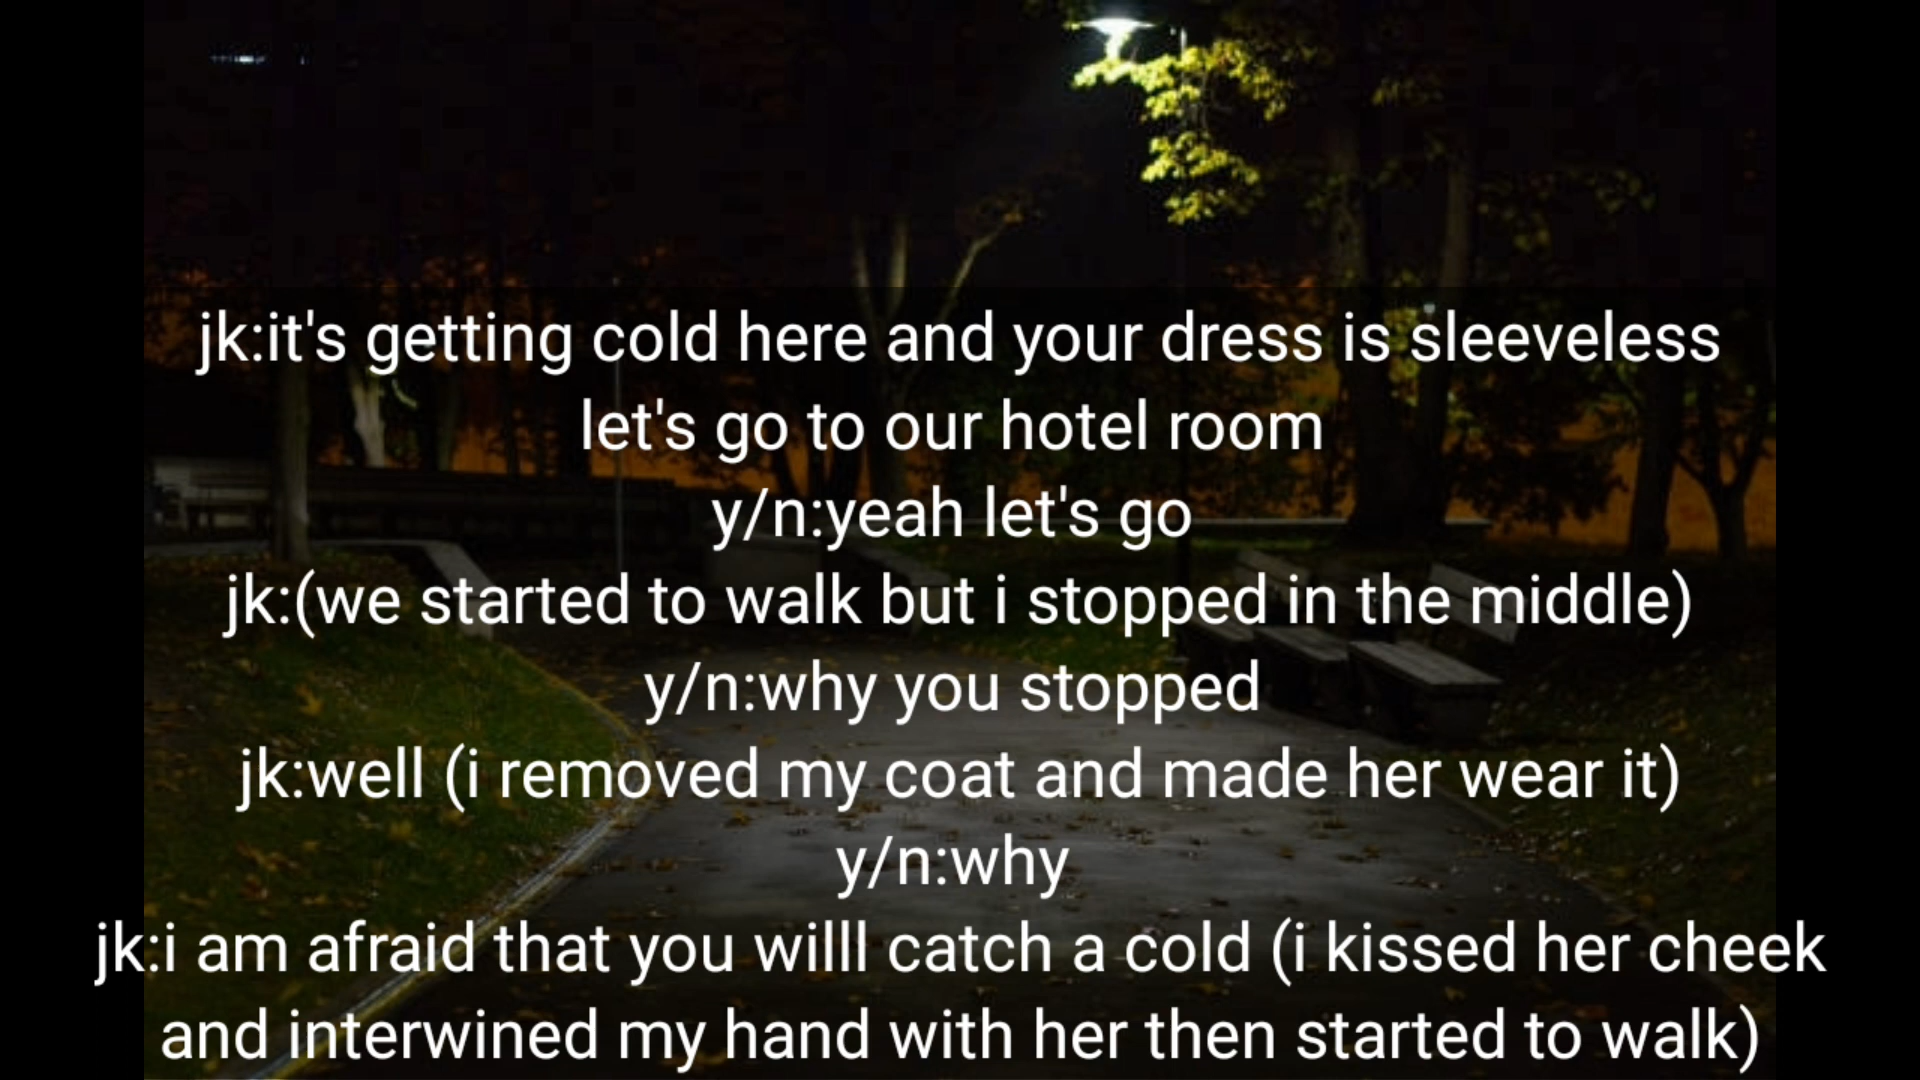 jk:it's getting cold here and your dress is sleeveless
let's go to our hotel room
y/n:yeah let's go
jk:(we started to walk but i stopped in the middle)
y/n:why you stopped
jk:well (i removed my coat and made her wear it)
y/n:why
jk:i am afraid that you willl catch a cold (i kissed her cheek
and interwined my hand with her then started to walk)